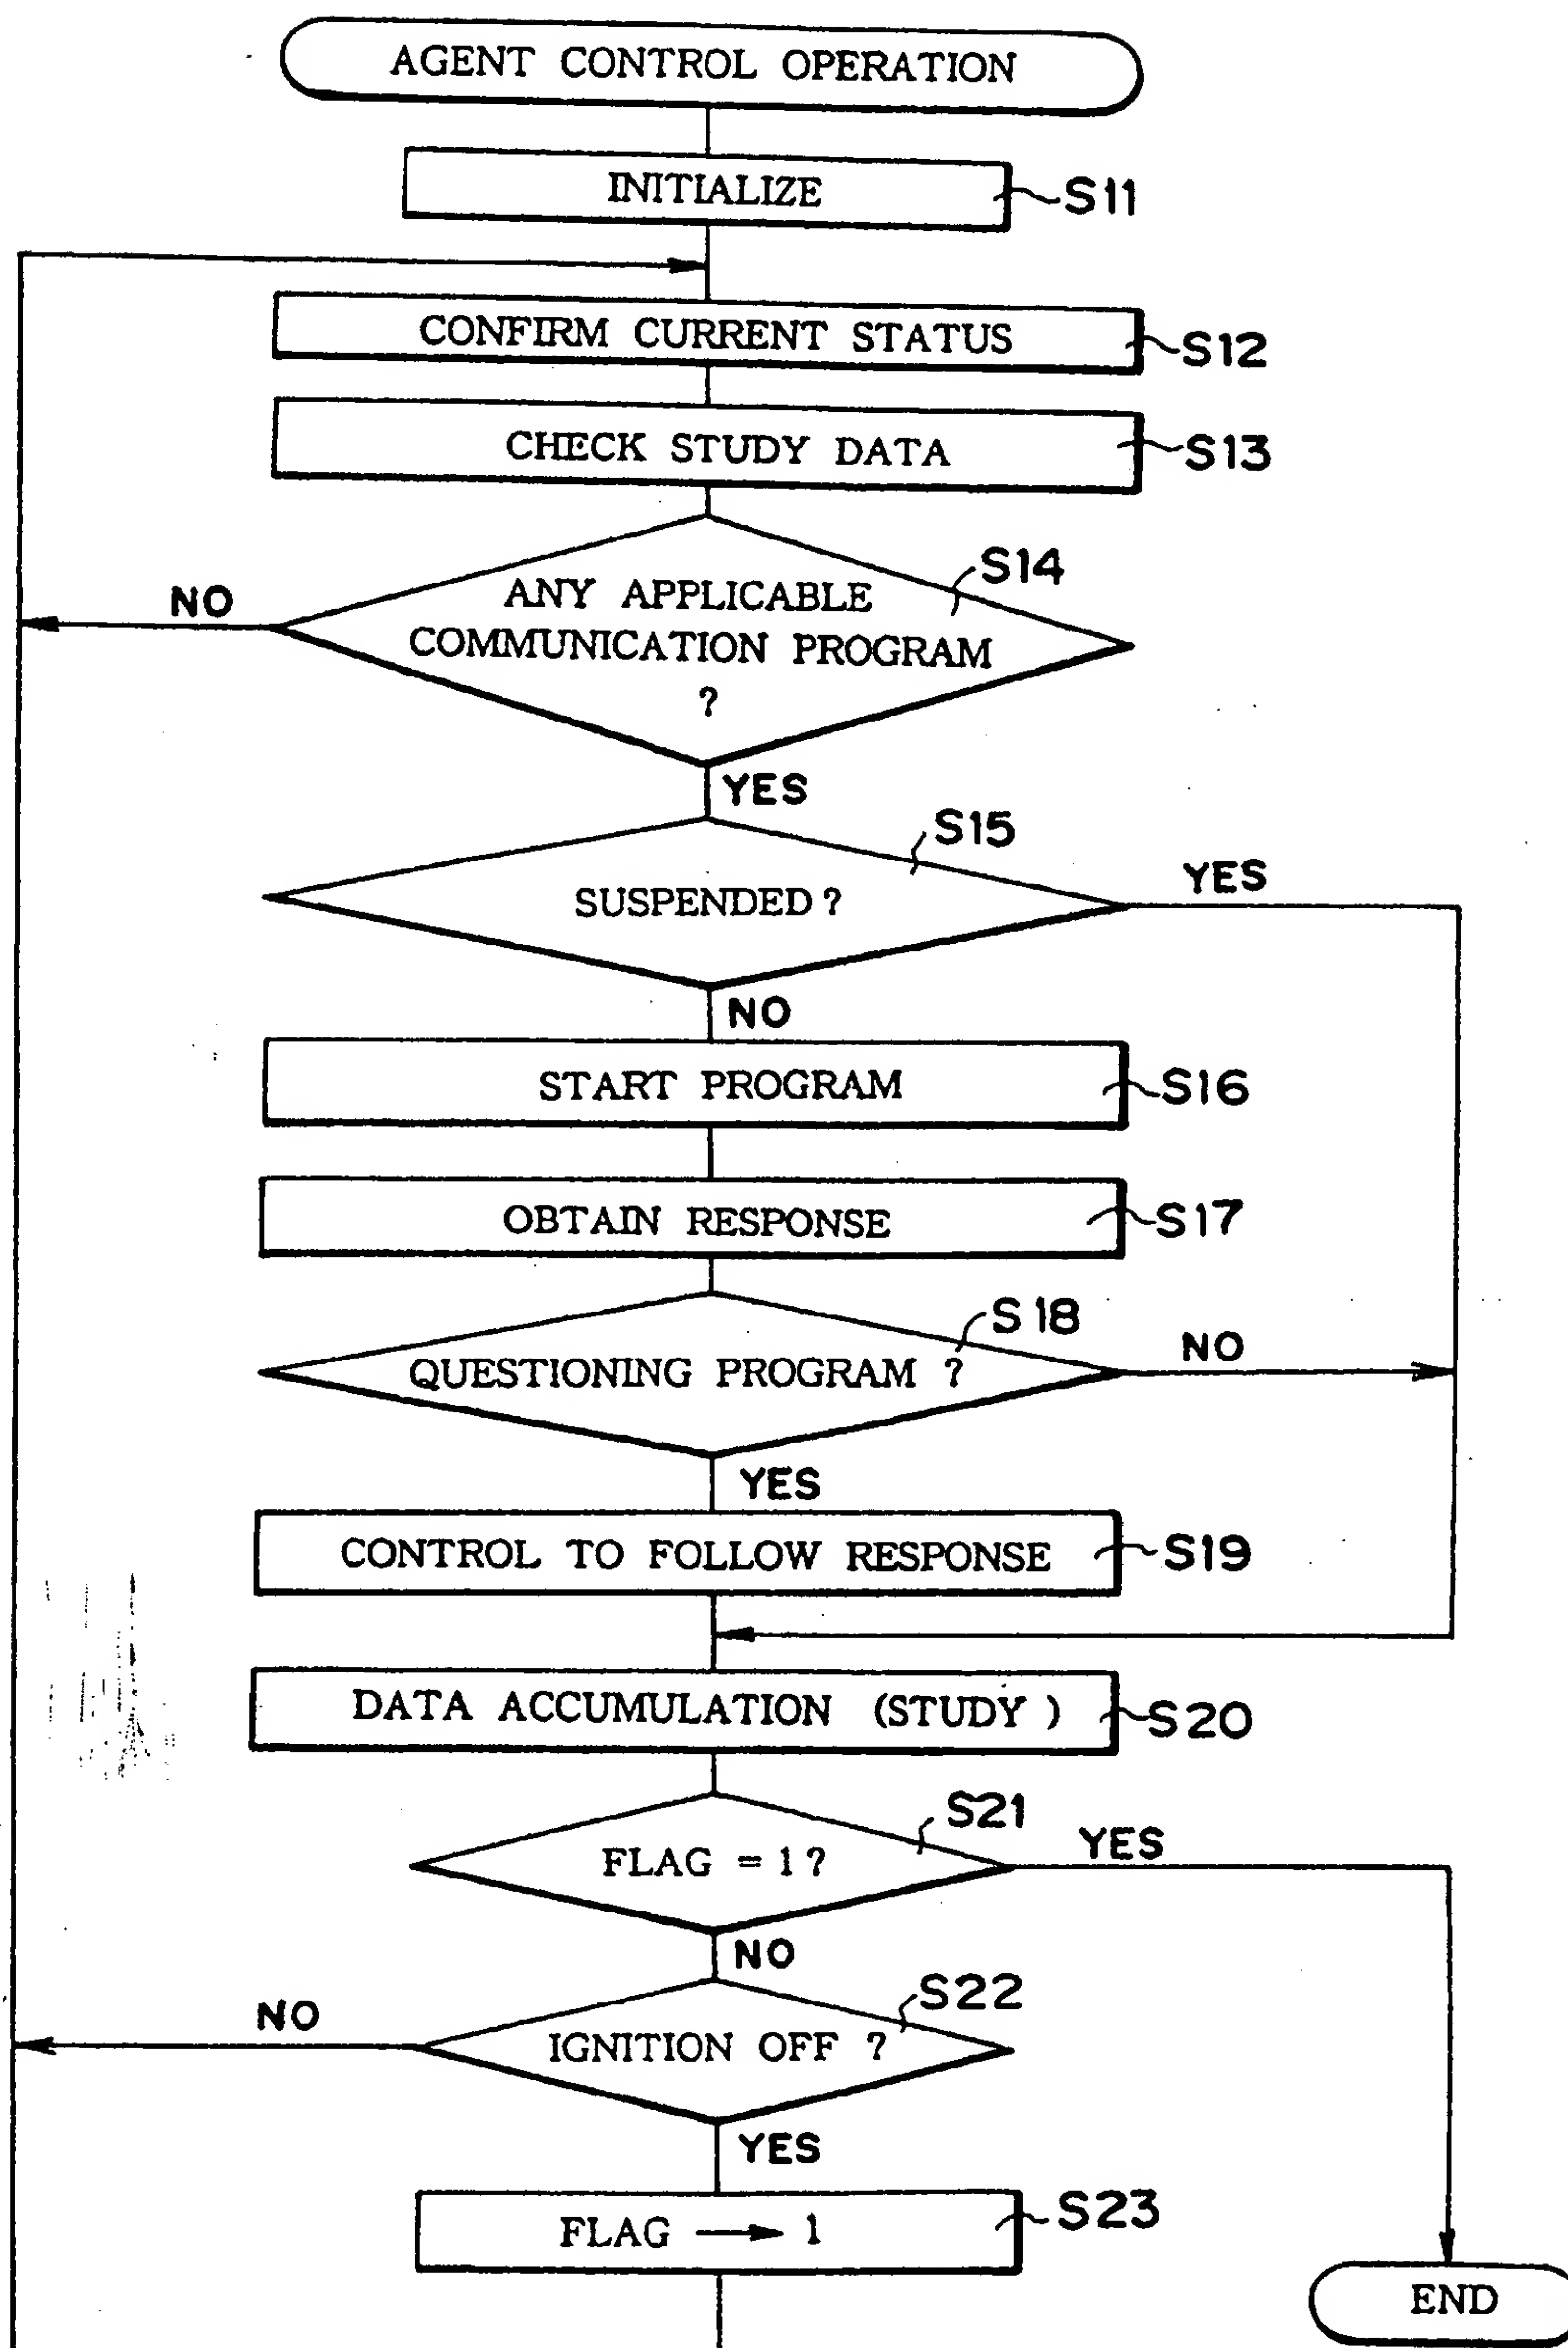 AGENT CONTROL OPERATION
INITIALIZE
S11
CONFIRM CURRENT STATUS
S12
CHECK STUDY DATA
S13
S14
NO
ANY APPLICABLE
COMMUNICATION PROGRAM
?
YES
S15
YES
SUSPENDED?
NO
START PROGRAM
S16
OBTAIN RESPONSE
S17
S18
NO
QUESTIONING PROGRAM ?
YES
CONTROL TO FOLLOW RESPONSE
S19
DATA ACCUMULATION (STUDY)
S20
S21
YES
FLAG = 1?
NO
S22
NO
IGNITION OFF ?
YES
FLAG → 1
S23
END